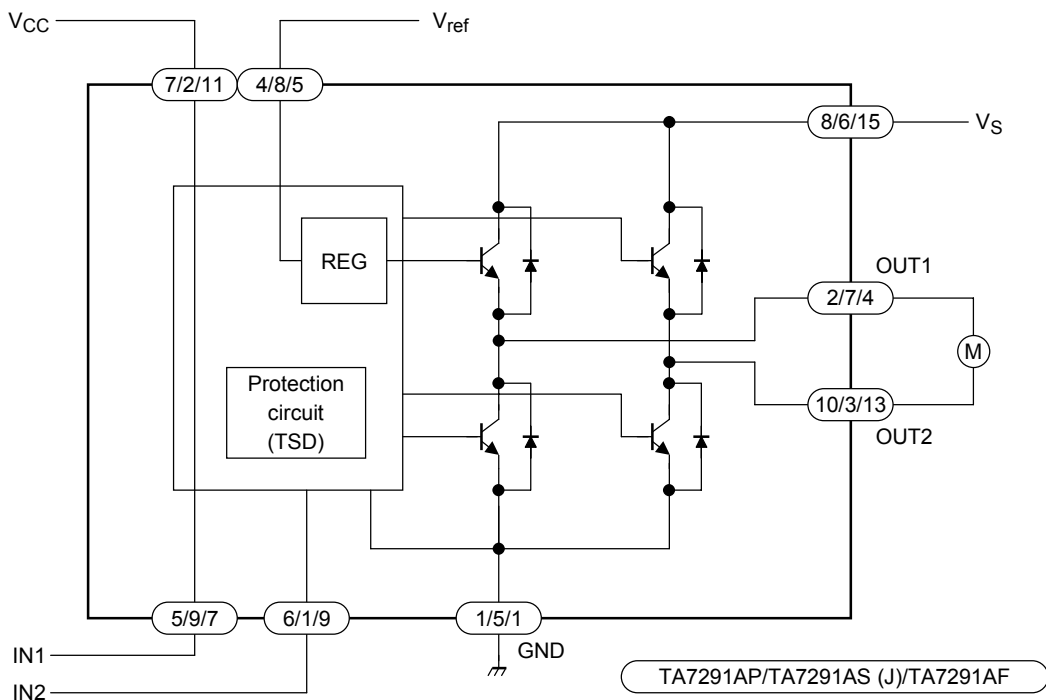 VCC
Vref
7/2/11
4/8/5
8/6/15
VS
REG
OUT1
2/7/4
M
Protection
circuit
(TSD)
10/3/13
OUT2
5/9/7
6/1/9
1/5/1
GND
IN1
IN2
TA7291AP/TA7291AS (J)/TA7291AF